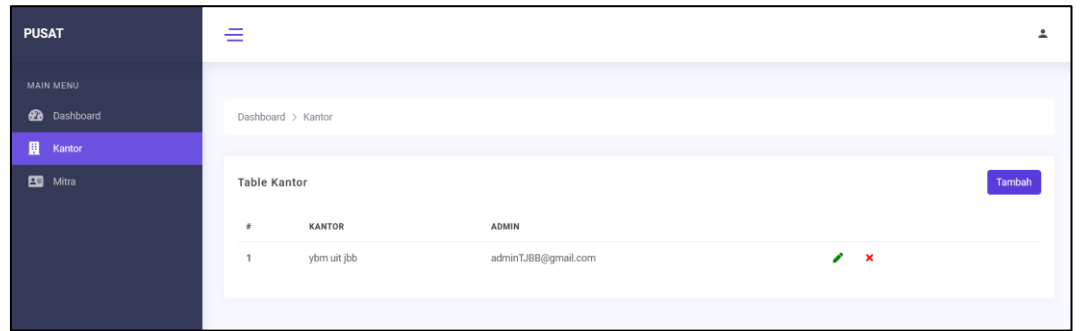 PUSAT
MAIN MENU
Dashboard
Kantor
Mitra
Dashboard > Kantor
Table Kantor
Tambah
# KANTOR ADMIN
1 ybm uit jbb adminTJBB@gmail.com